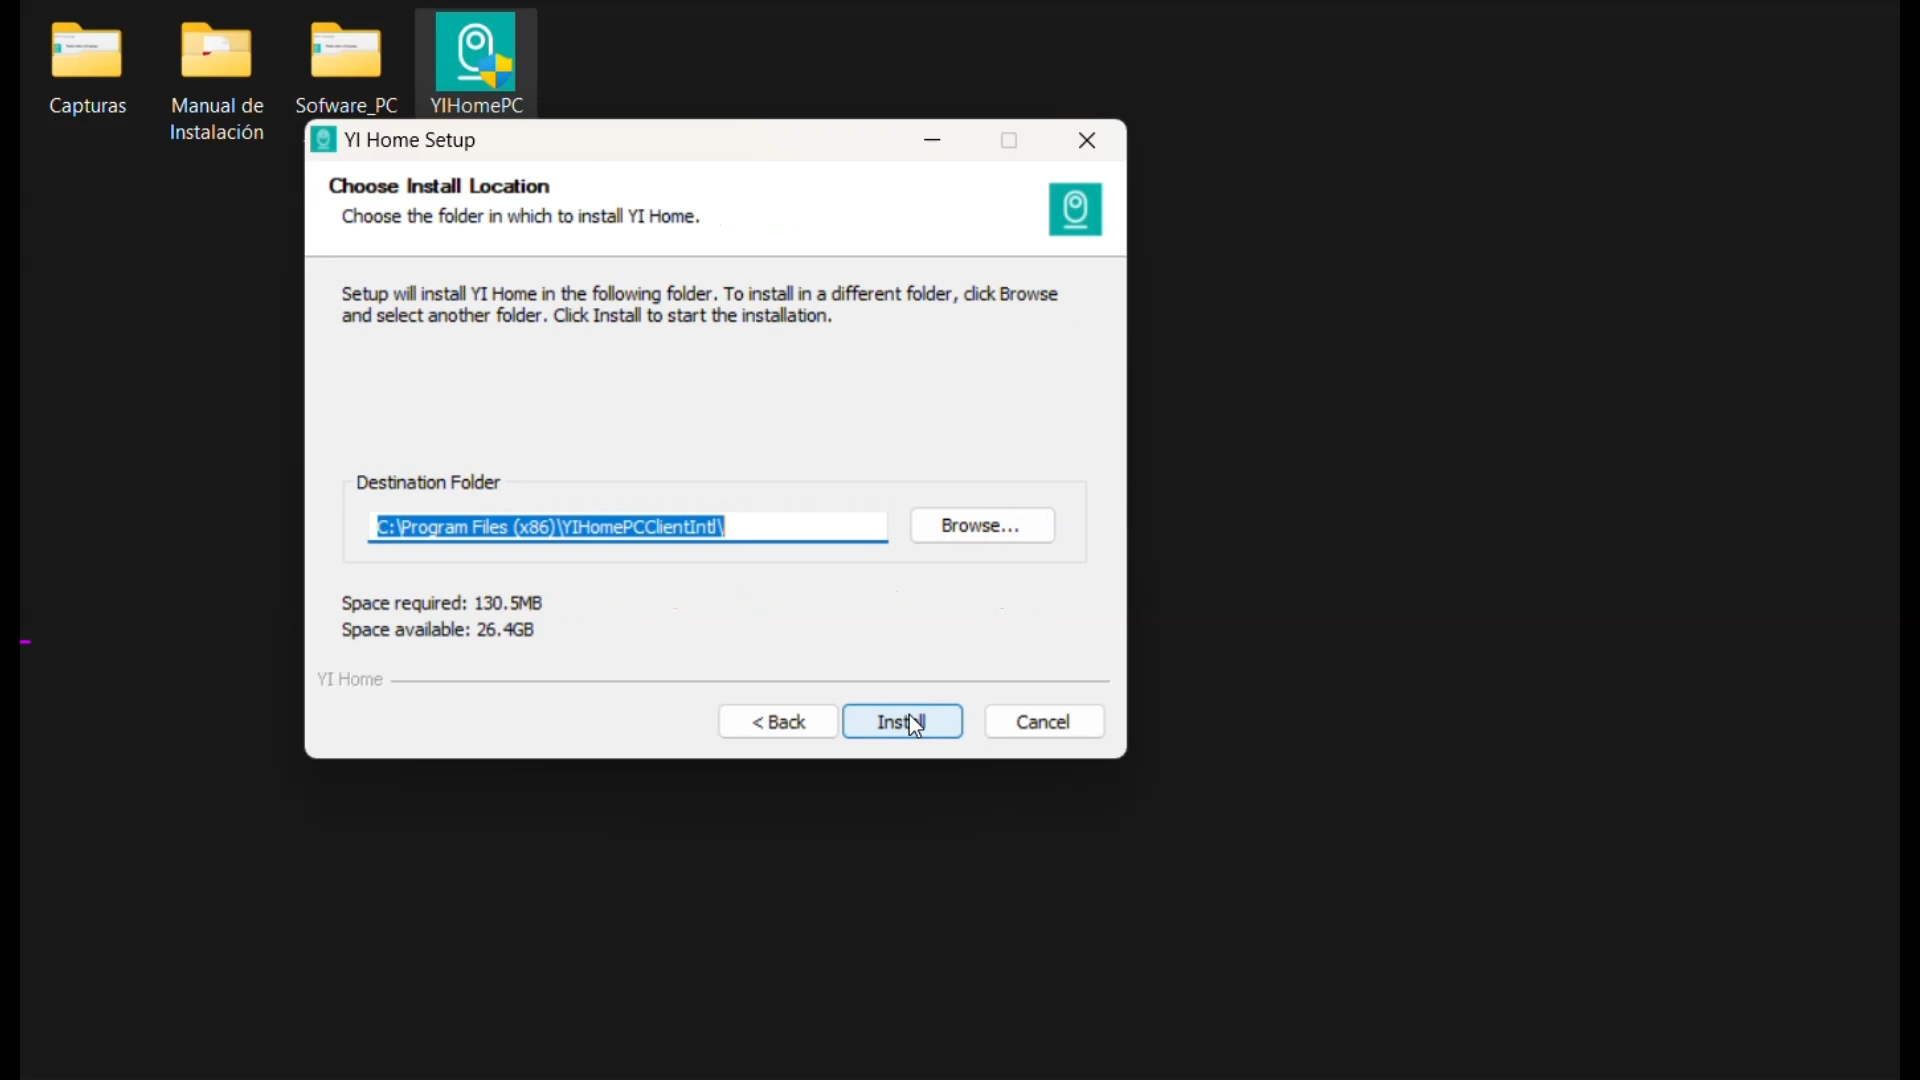 Capturas
Manual de
Instalación
Sofware_PC
YIHomePC
YI Home Setup
Choose Install Location
Choose the folder in which to install YI Home.
Setup will install YI Home in the following folder. To install in a different folder, click Browse
and select another folder. Click Install to start the installation.
Destination Folder
C:\Program Files (x86)\YIHomePCClientIntl\
Browse...
Space required: 130.5MB
Space available: 26.4GB
YI Home
< Back
Install
Cancel